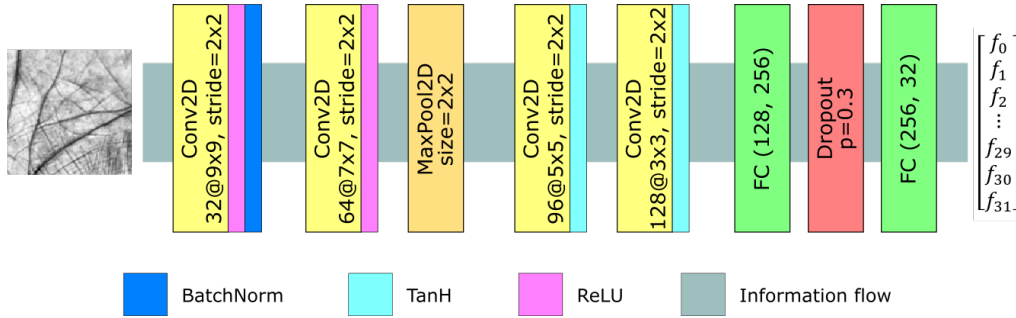 Conv2D
32@9x9, stride=2x2
Conv2D
64@7x7, stride=2x2
MaxPool2D
size=2x2
Conv2D
96@5x5, stride=2x2
Conv2D
128@3x3, stride=2x2
FC (128, 256)
Dropout
p=0.3
FC (256, 32)
f0
f1
f2
⋮
f29
f30
f31
BatchNorm
TanH
ReLU
Information flow